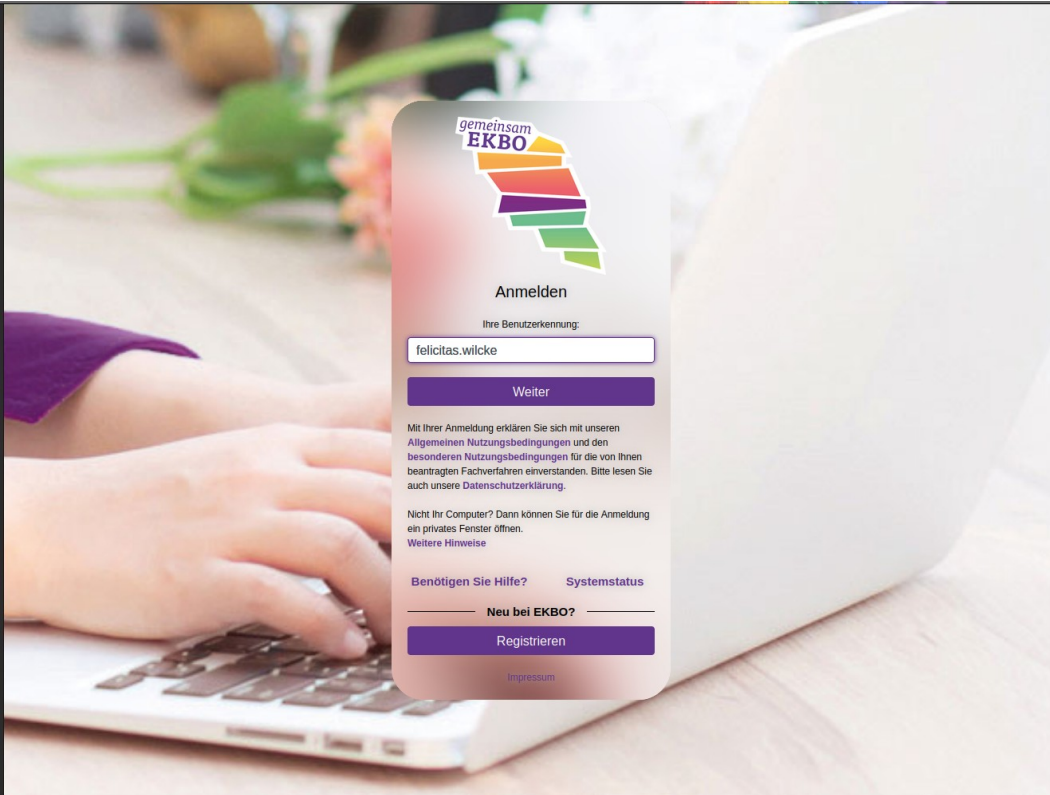 gemeinsam
EKBO
Anmelden
Ihre Benutzerkennung:
felicitas.wilcke
Weiter
Mit Ihrer Anmeldung erklären Sie sich mit unseren
Allgemeinen Nutzungsbedingungen und den
besonderen Nutzungsbedingungen für die von Ihnen
beantragten Fachverfahren einverstanden. Bitte lesen Sie
auch unsere Datenschutzerklärung.
Nicht Ihr Computer? Dann können Sie für die Anmeldung
ein privates Fenster öffnen.
Weitere Hinweise
Benötigen Sie Hilfe? Systemstatus
Neu bei EKBO?
Registrieren
Impressum